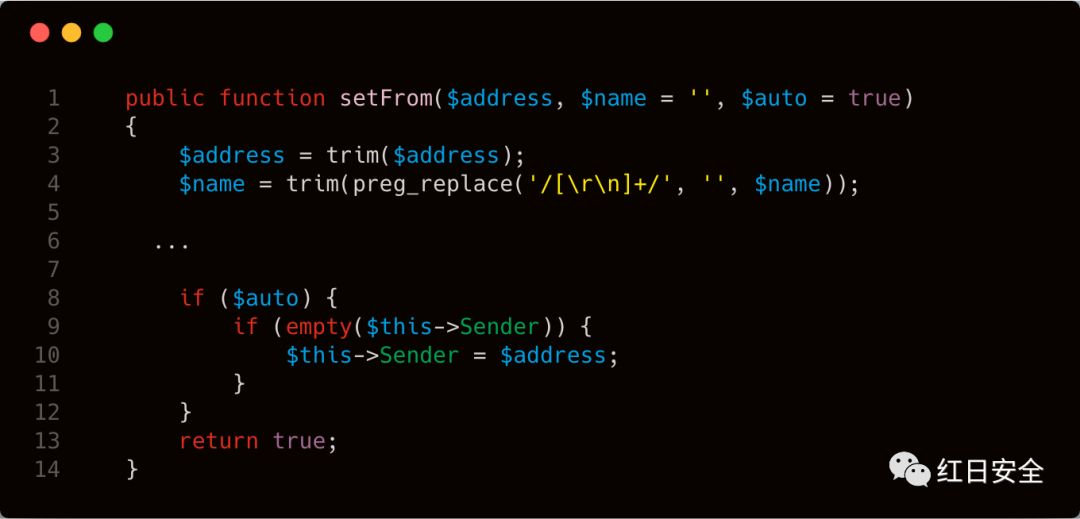 1 public function setFrom($address, $name = '', $auto = true)
2 {
3 $address = trim($address);
4 $name = trim(preg_replace('/[\r\n]+/', '', $name));
5
6 ...
7
8 if ($auto) {
9 if (empty($this->Sender)) {
10 $this->Sender = $address;
11 }
12 }
13 return true;
14 }
红日安全